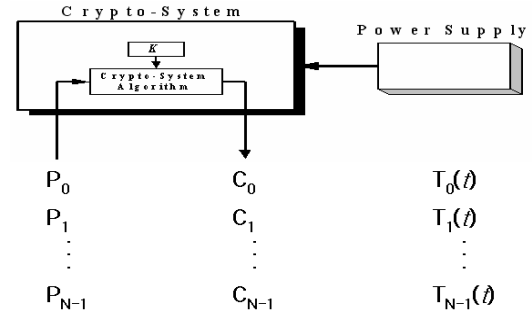 Crypto-System
Power Supply
K
Crypto-System
Algorithm
P0 C0 T0(t)
P1 C1 T1(t)
⋮ ⋮ ⋮
PN−1 CN−1 TN−1(t)